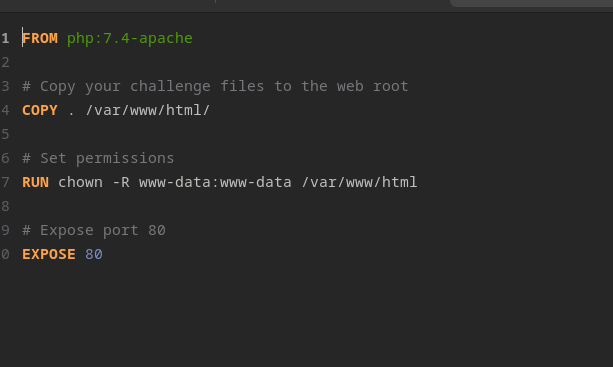 1 FROM php:7.4-apache
2
3 # Copy your challenge files to the web root
4 COPY . /var/www/html/
5
6 # Set permissions
7 RUN chown -R www-data:www-data /var/www/html
8
9 # Expose port 80
0 EXPOSE 80